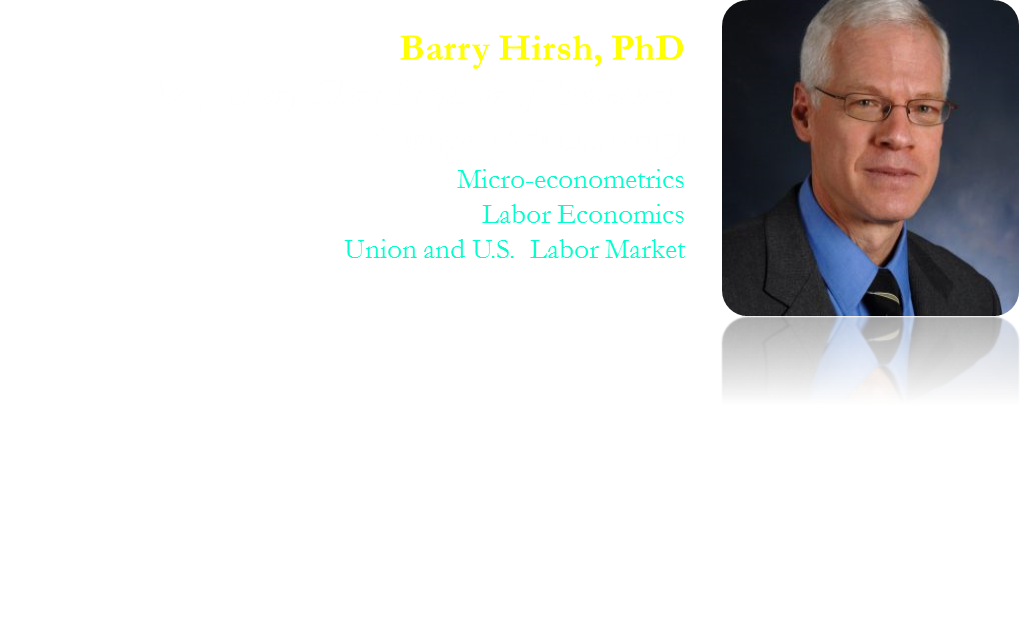 Barry Hirsh, PhD
Micro-econometrics
Labor Economics
Union and U.S.  Labor Market